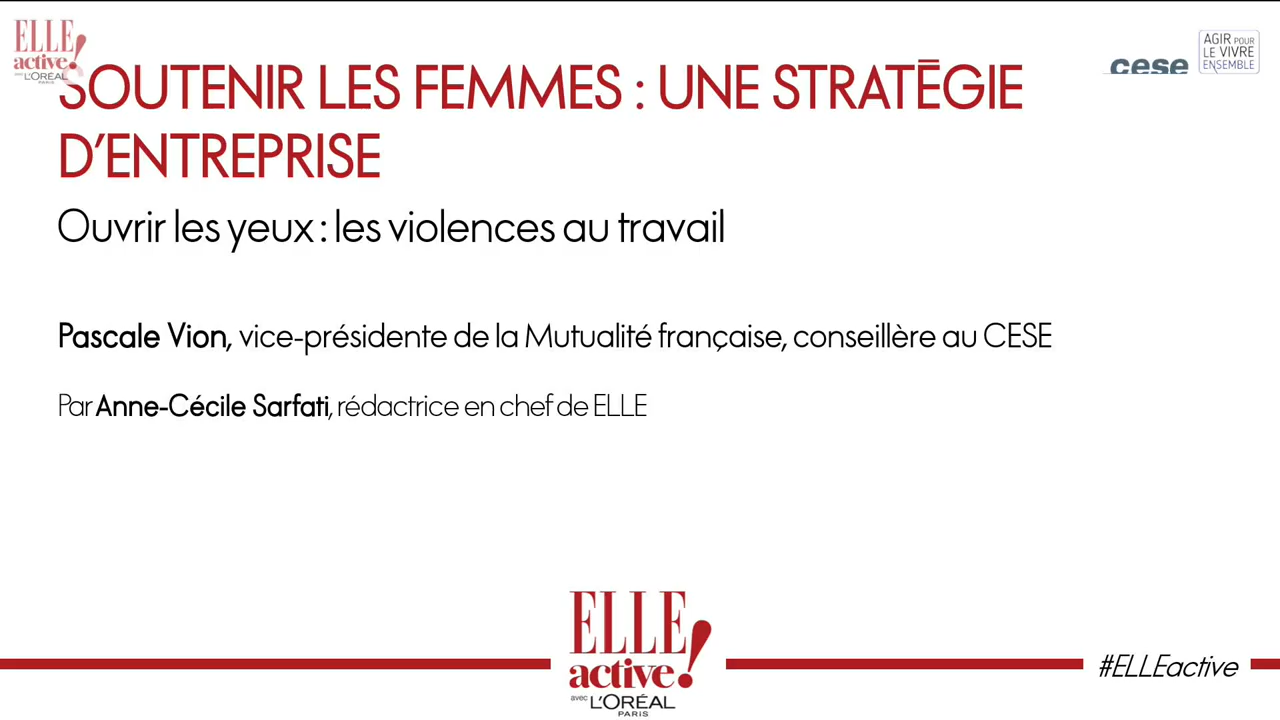 ELLE
active!
avec L'ORÉAL
PARIS
cese
AGIR POUR
LE VIVRE
ENSEMBLE
SOUTENIR LES FEMMES : UNE STRATÉGIE
D'ENTREPRISE
Ouvrir les yeux : les violences au travail
Pascale Vion, vice-présidente de la Mutualité française, conseillère au CESE
Par Anne-Cécile Sarfati, rédactrice en chef de ELLE
ELLE
active!
avec L'ORÉAL
PARIS
#ELLEactive